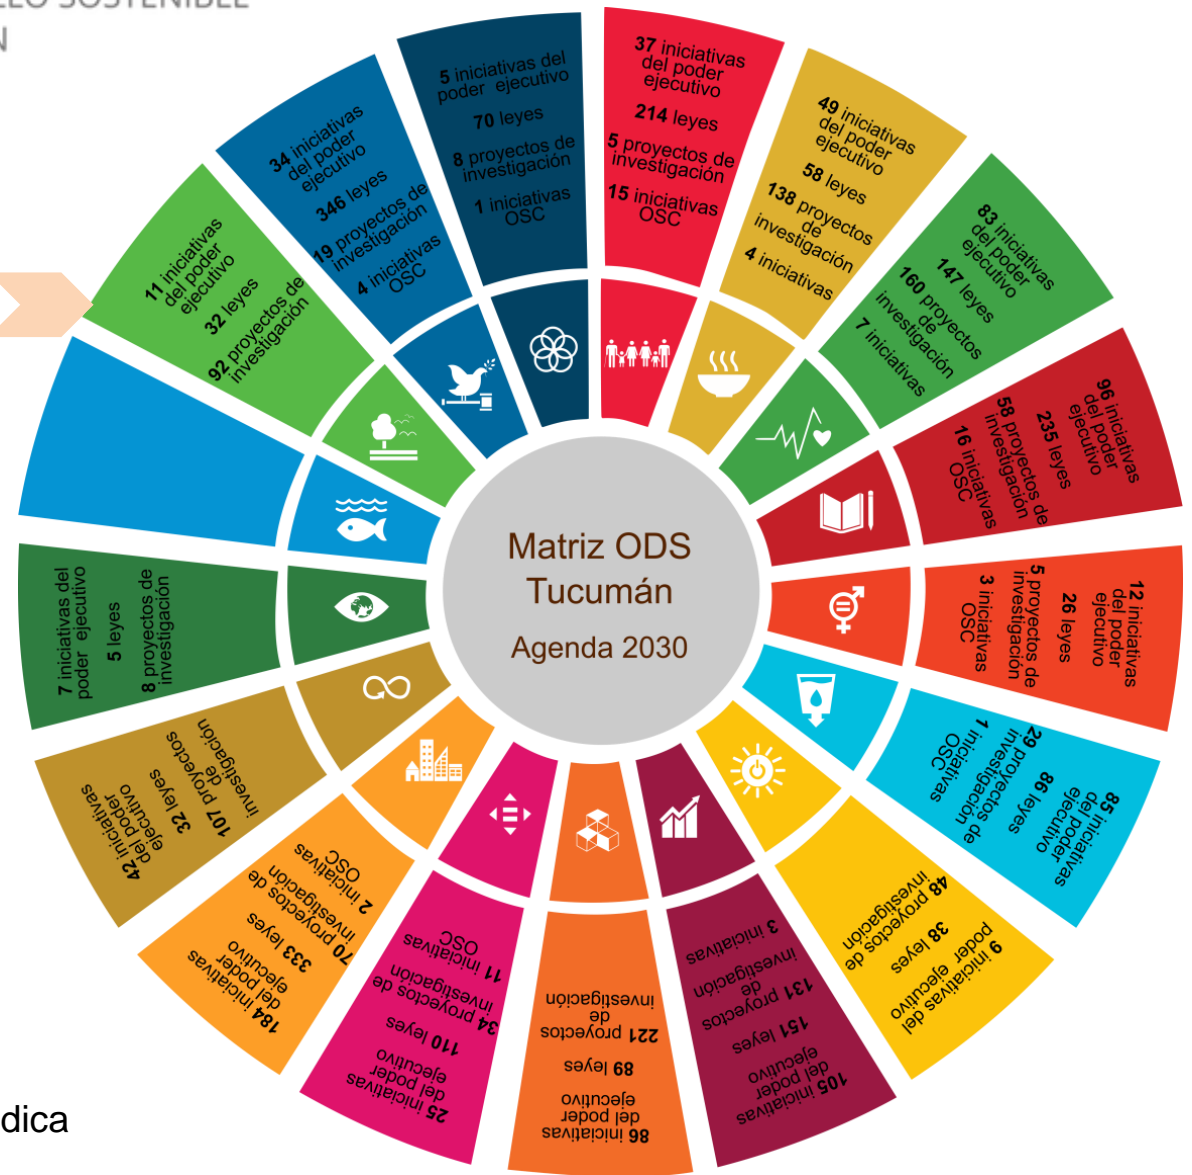 LLO SOSTENIBLE
N
5 iniciativas del
poder ejecutivo
70 leyes
8 proyectos de
investigación
1 iniciativas
OSC
37 iniciativas
del poder
ejecutivo
214 leyes
5 proyectos de
investigación
15 iniciativas
OSC
49 iniciativas
del poder
ejecutivo
58 leyes
138 proyectos
de
investigación
4 iniciativas
83 iniciativas
del poder
ejecutivo
147 leyes
160 proyectos
de
investigación
7 iniciativas
96 iniciativas
del poder
ejecutivo
235 leyes
58 proyectos de
investigación
16 iniciativas
OSC
12 iniciativas
del poder
ejecutivo
26 leyes
5 proyectos de
investigación
3 iniciativas
OSC
85 iniciativas
del poder
ejecutivo
86 leyes
29 proyectos de
investigación
1 iniciativas
OSC
9 iniciativas del
poder ejecutivo
38 leyes
48 proyectos de
investigación
105 iniciativas
del poder
ejecutivo
151 leyes
131 proyectos
de
investigación
3 iniciativas
86 iniciativas
del poder
ejecutivo
89 leyes
221 proyectos
de
investigación
25 iniciativas
del poder
ejecutivo
110 leyes
34 proyectos de
investigación
11 iniciativas
OSC
184 iniciativas
del poder
ejecutivo
333 leyes
70 proyectos de
investigación
2 iniciativas
OSC
42 iniciativas
del poder
ejecutivo
32 leyes
107 proyectos
de
investigación
7 iniciativas del
poder ejecutivo
5 leyes
8 proyectos de
investigación
11 iniciativas
del poder
ejecutivo
32 leyes
92 proyectos de
investigación
34 iniciativas
del poder
ejecutivo
346 leyes
19 proyectos de
investigación
4 iniciativas
OSC
Matriz ODS
Tucumán
Agenda 2030
dica